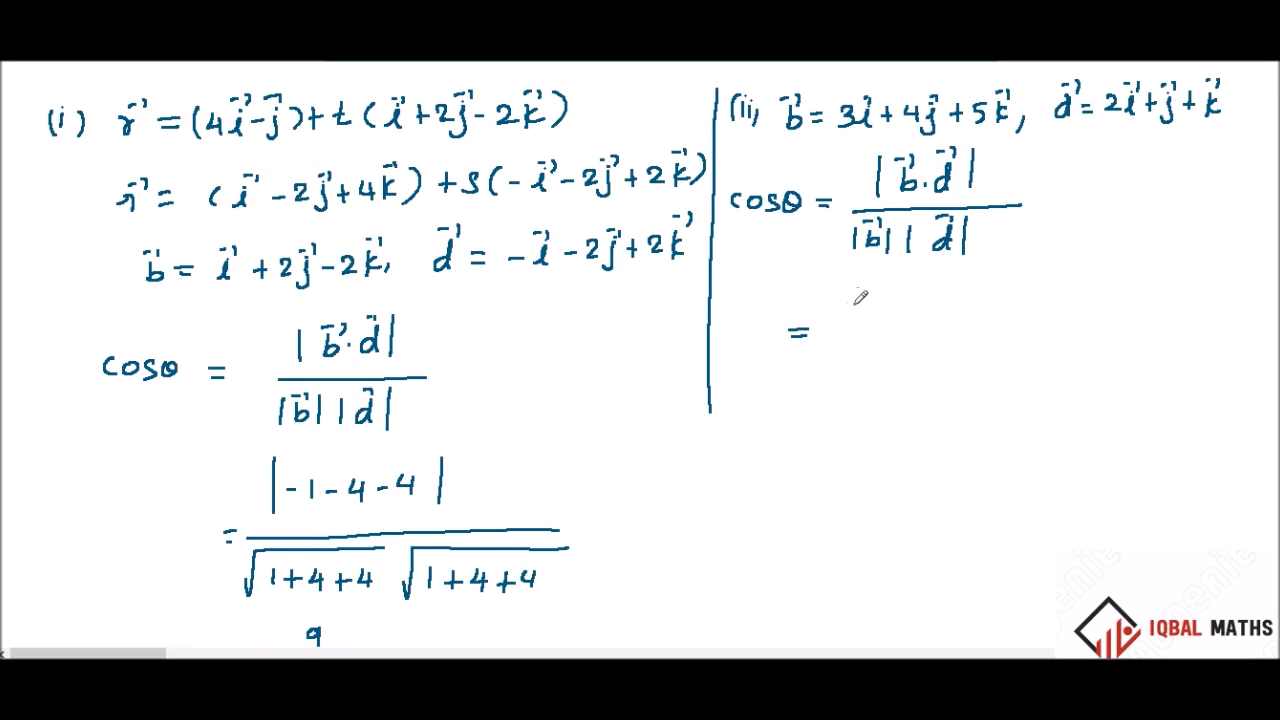 (i) r⃗ = (4i⃗ - j⃗) + t(i⃗ + 2j⃗ - 2k⃗)
r⃗ = (i⃗ - 2j⃗ + 4k⃗) + s(-i⃗ - 2j⃗ + 2k⃗)
b⃗ = i⃗ + 2j⃗ - 2k⃗, d⃗ = -i⃗ - 2j⃗ + 2k⃗
cosθ = |b⃗·d⃗| / |b⃗| |d⃗|
= |-1-4-4| / √(1+4+4) √(1+4+4)
9
(ii) b⃗ = 3i⃗ + 4j⃗ + 5k⃗, d⃗ = 2i⃗ + j⃗ + k⃗
cosθ = |b⃗·d⃗| / |b⃗| |d⃗|
=
IQBAL MATHS